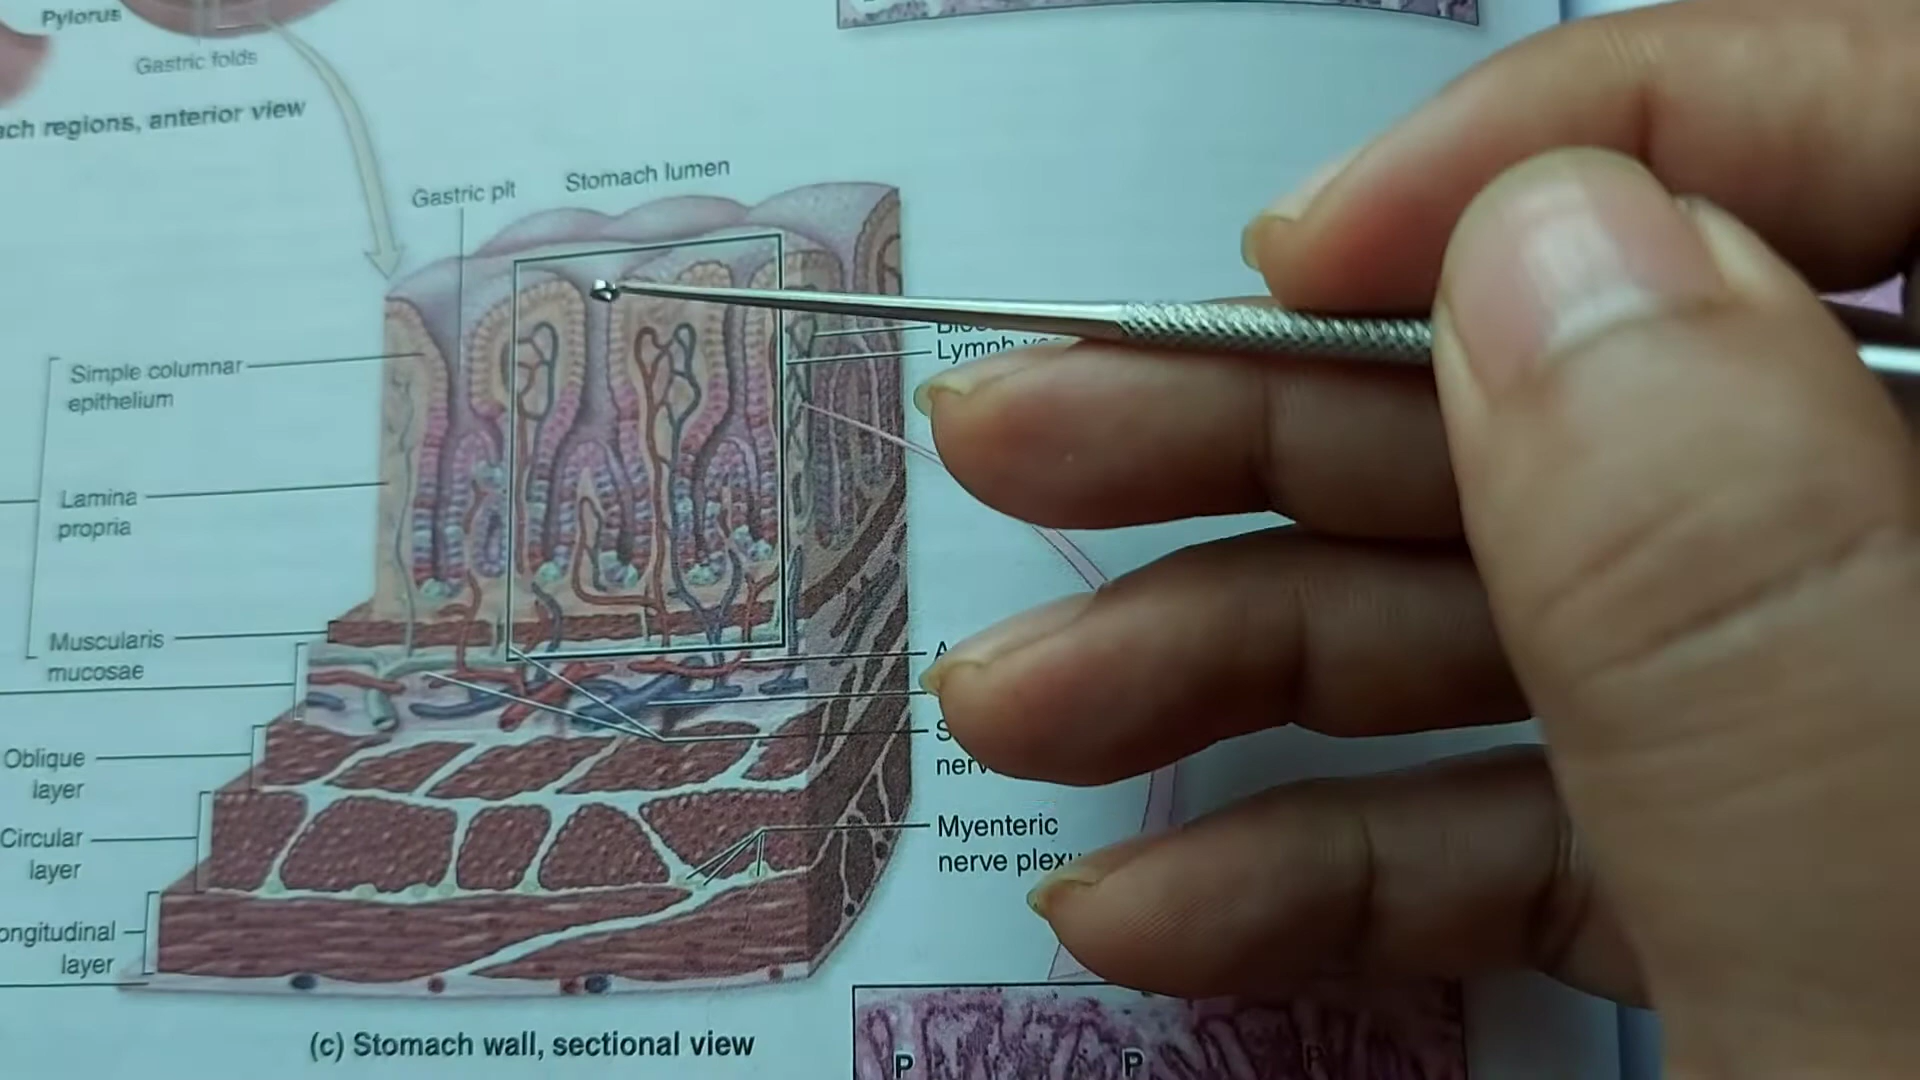 Pylorus
Gastric folds
ach regions, anterior view
Gastric pit
Stomach lumen
Simple columnar
epithelium
Lamina
propria
Muscularis
mucosae
Oblique
layer
Circular
layer
ongitudinal
layer
Lymph
A
S
nerv
Myenteric
nerve plex
(c) Stomach wall, sectional view
P
P
P